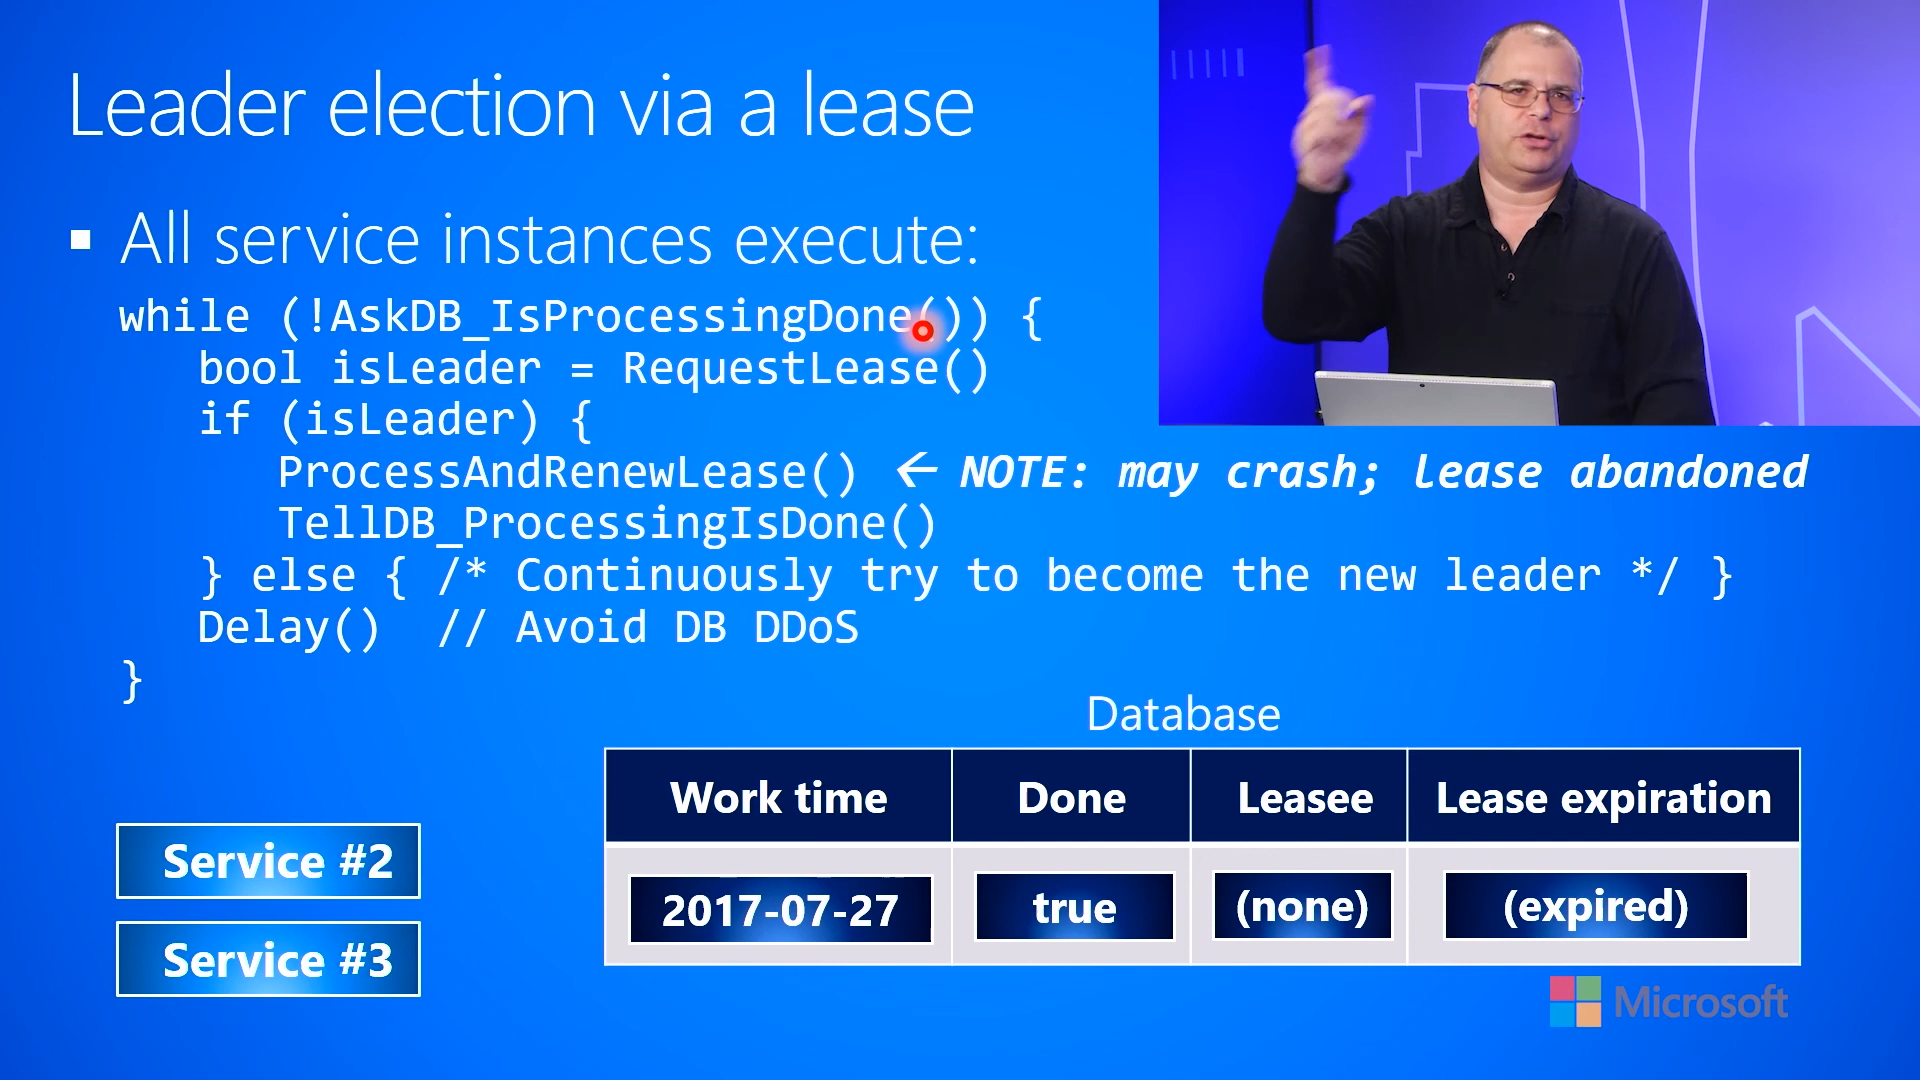 Leader election via a lease
▪ All service instances execute:
while (!AskDB_IsProcessingDone()) {
bool isLeader = RequestLease()
if (isLeader) {
ProcessAndRenewLease() ← NOTE: may crash; lease abandoned
TellDB_ProcessingIsDone()
} else { /* Continuously try to become the new leader */ }
Delay() // Avoid DB DDoS
}
Database
Work time Done Leasee Lease expiration
2017-07-27 true (none) (expired)
Service #2
Service #3
Microsoft